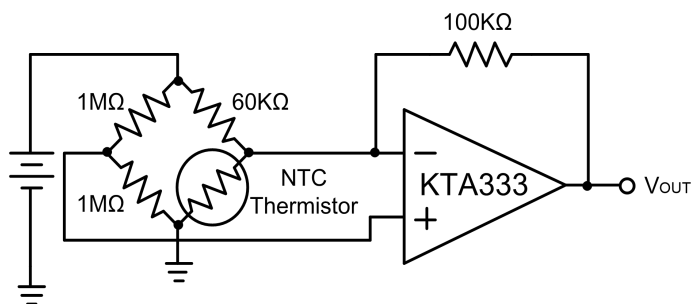 100KΩ
1MΩ
60KΩ
1MΩ
NTC
Thermistor
−
KTA333
+
VOUT